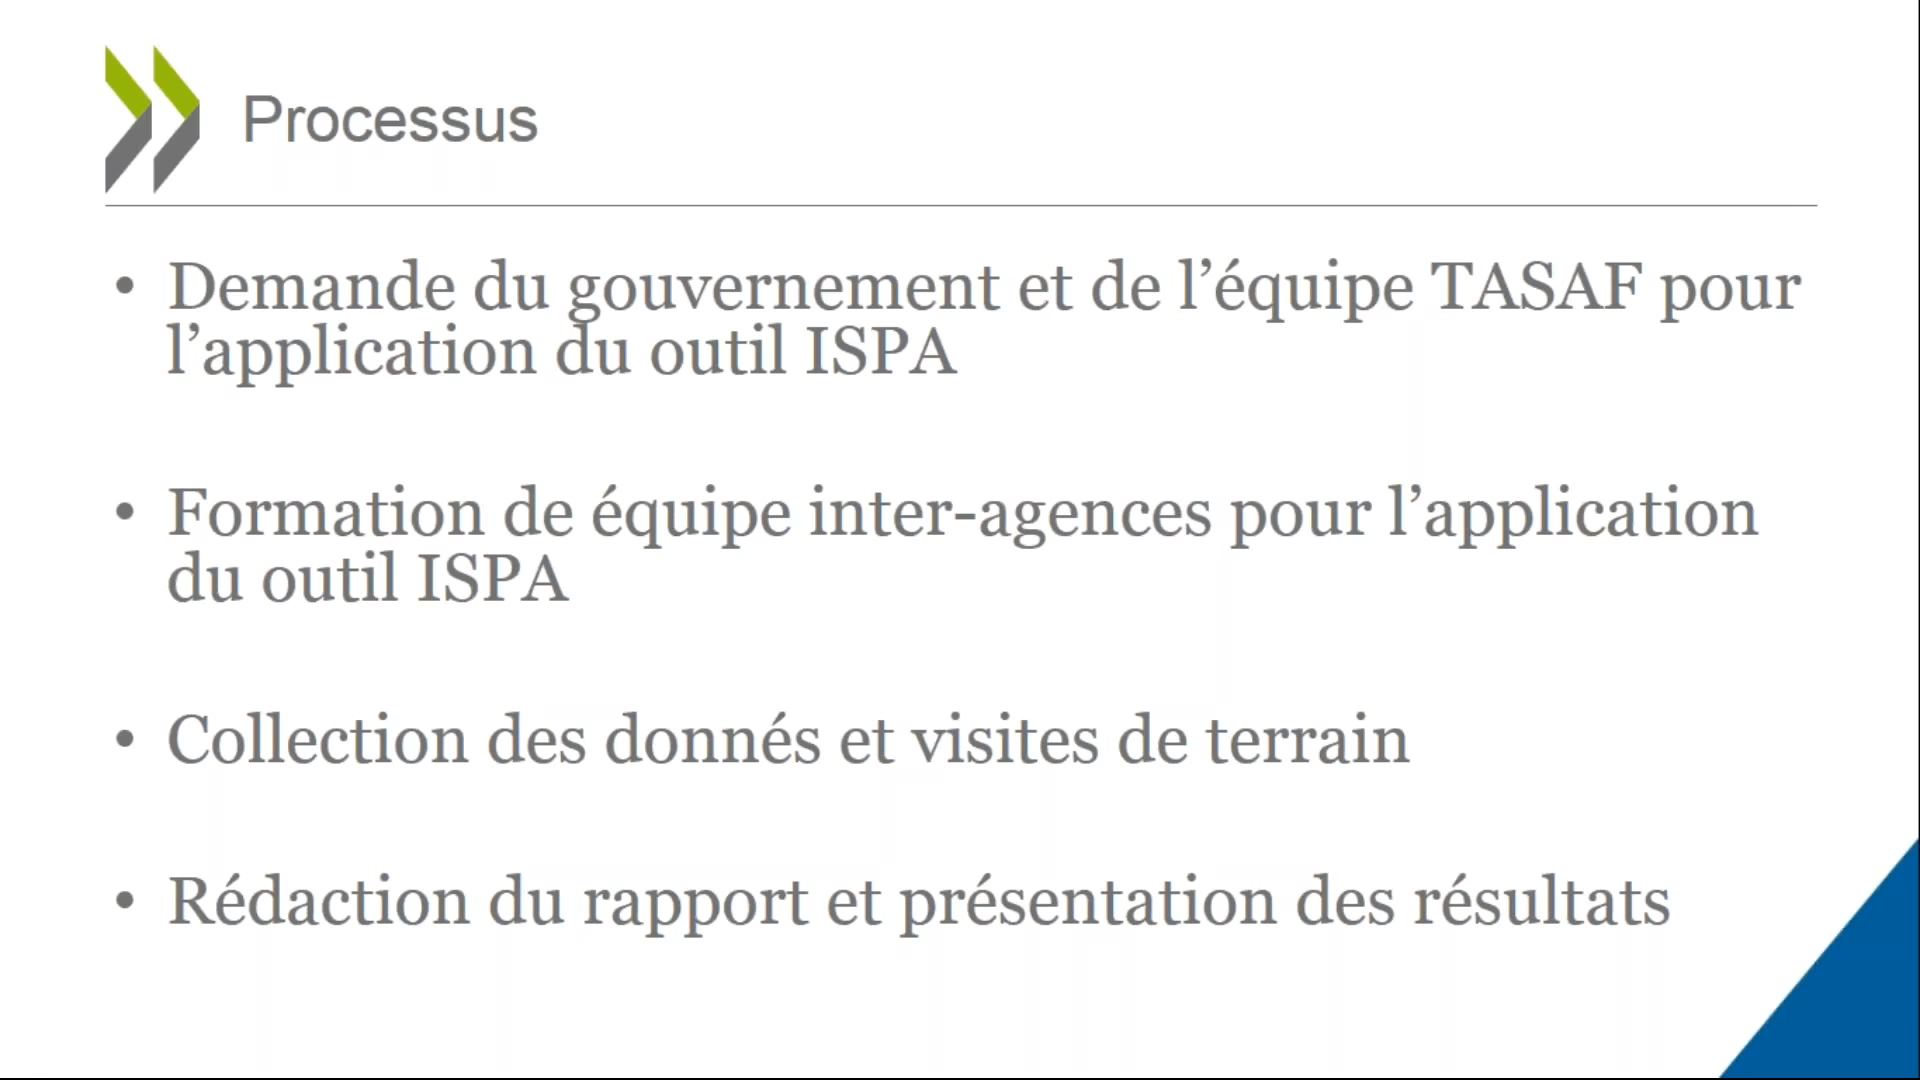 Processus
• Demande du gouvernement et de l’équipe TASAF pour
l’application du outil ISPA
• Formation de équipe inter-agences pour l’application
du outil ISPA
• Collection des donnés et visites de terrain
• Rédaction du rapport et présentation des résultats